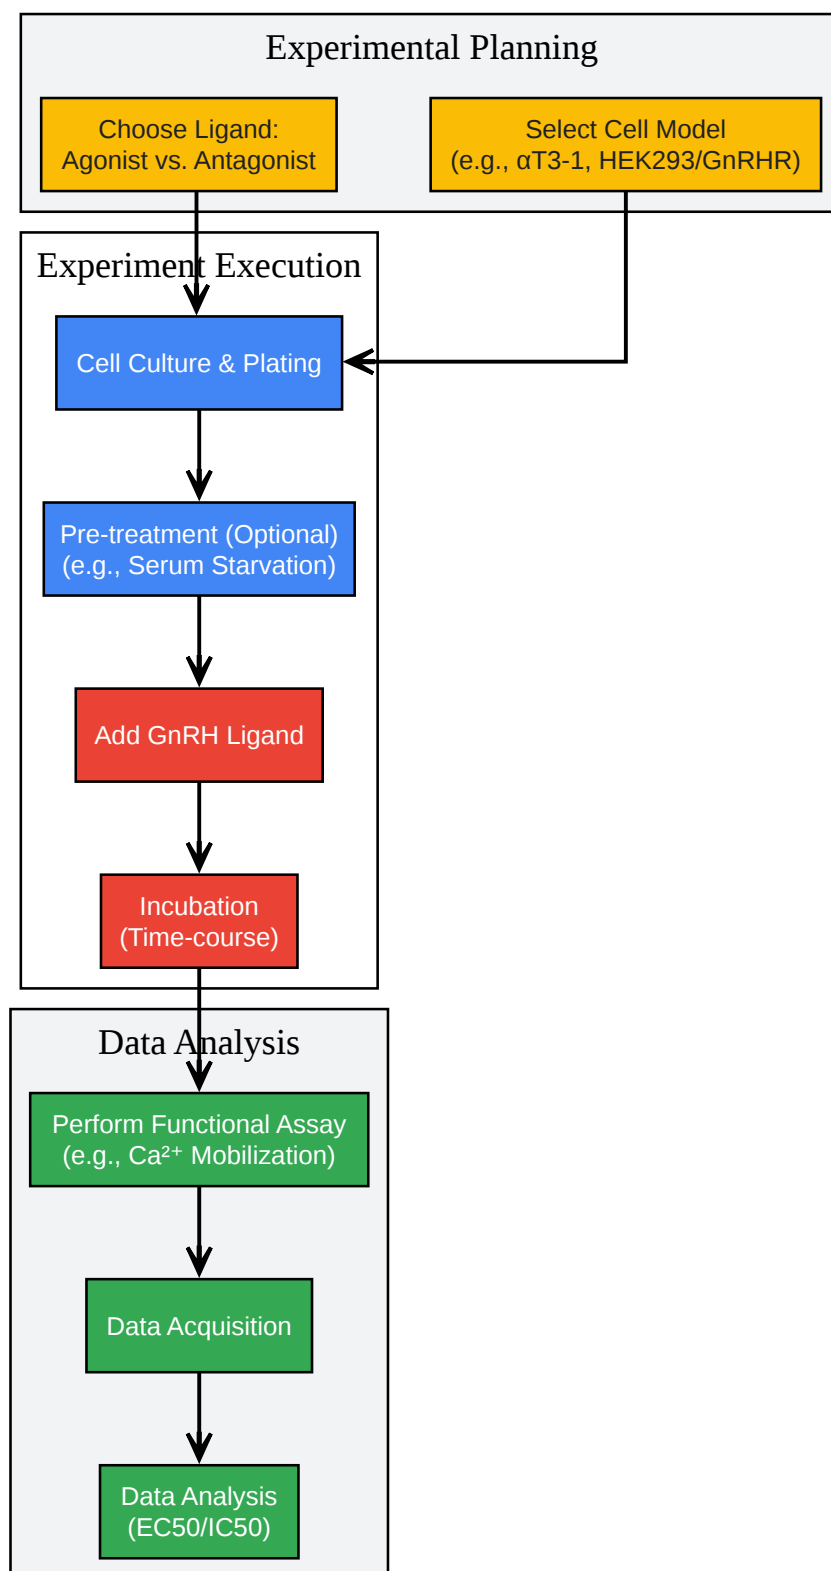 Experimental Planning
Choose Ligand:
Agonist vs. Antagonist
Select Cell Model
(e.g., αT3-1, HEK293/GnRHR)
Experiment Execution
Cell Culture & Plating
Pre-treatment (Optional)
(e.g., Serum Starvation)
Add GnRH Ligand
Incubation
(Time-course)
Data Analysis
Perform Functional Assay
(e.g., Ca²⁺ Mobilization)
Data Acquisition
Data Analysis
(EC50/IC50)